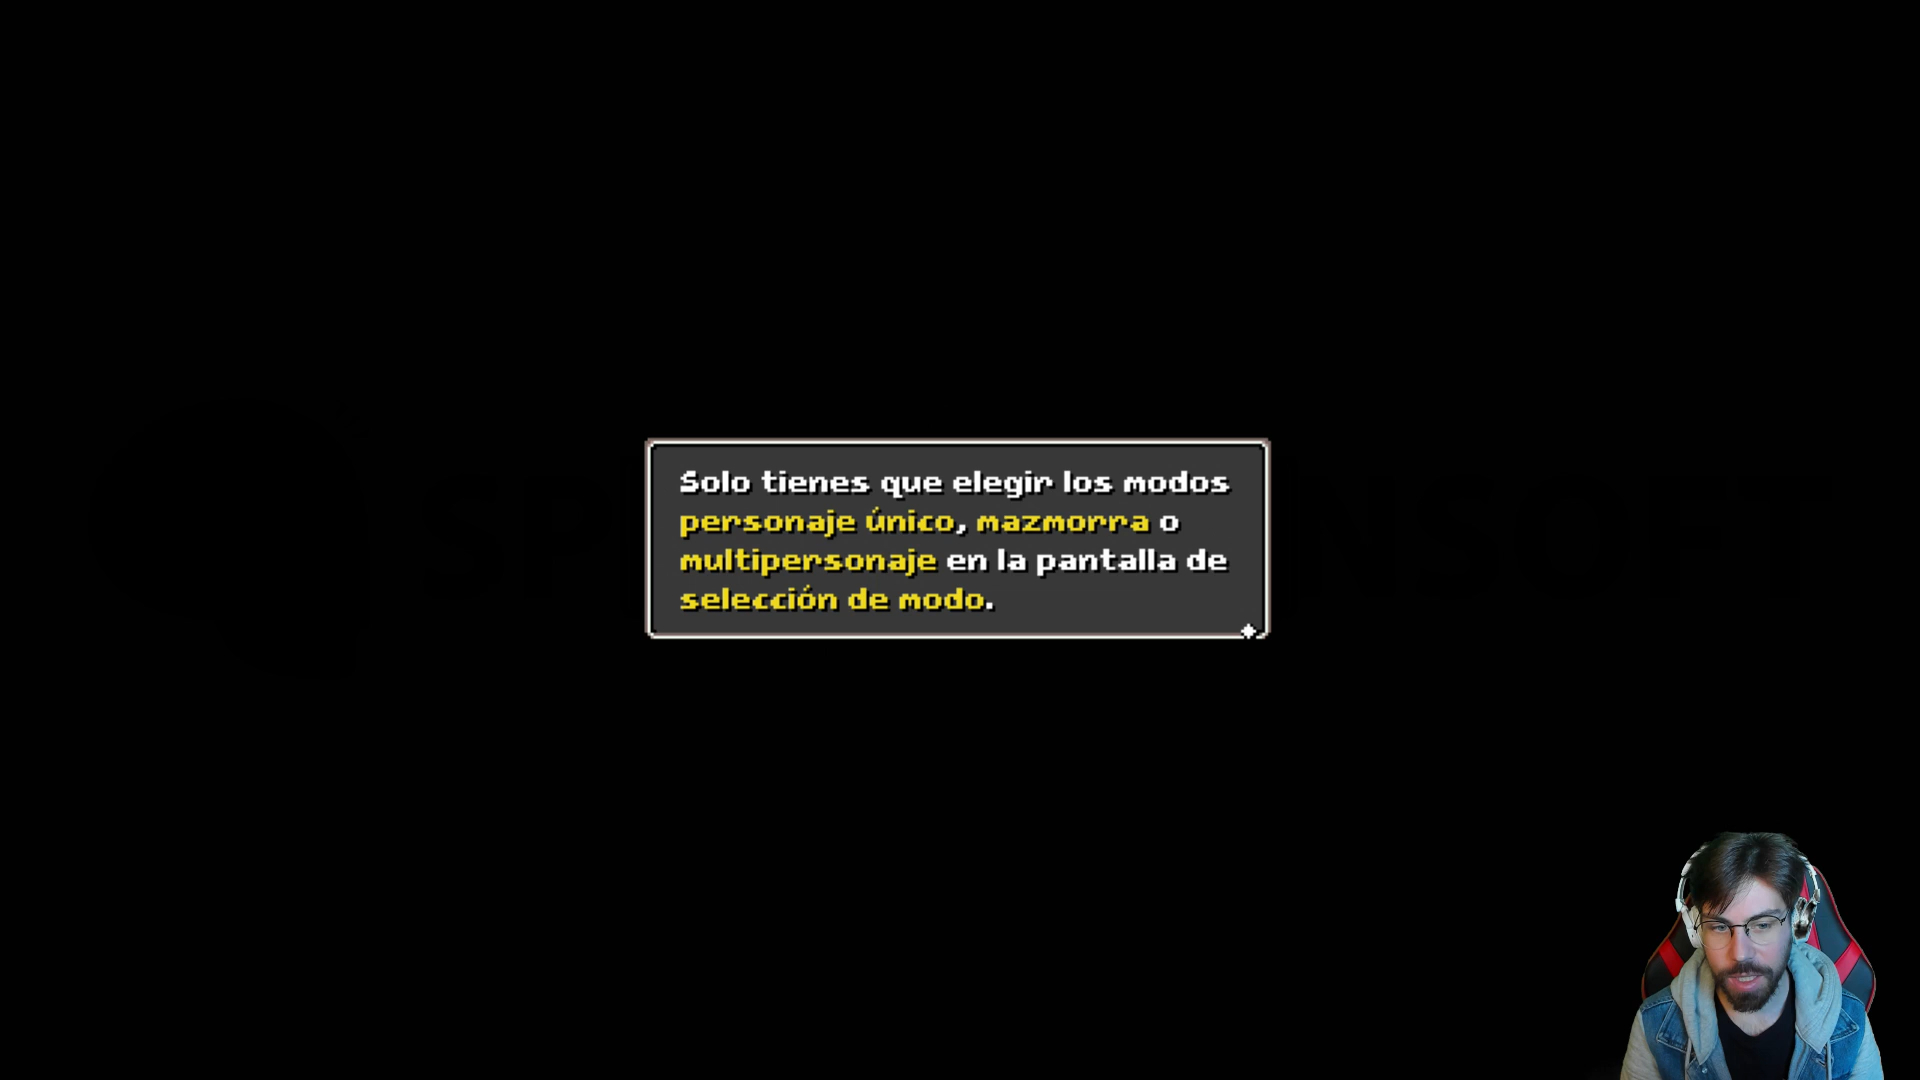 Solo tienes que elegir los modos
personaje único, mazmorra o
multipersonaje en la pantalla de
selección de modo.